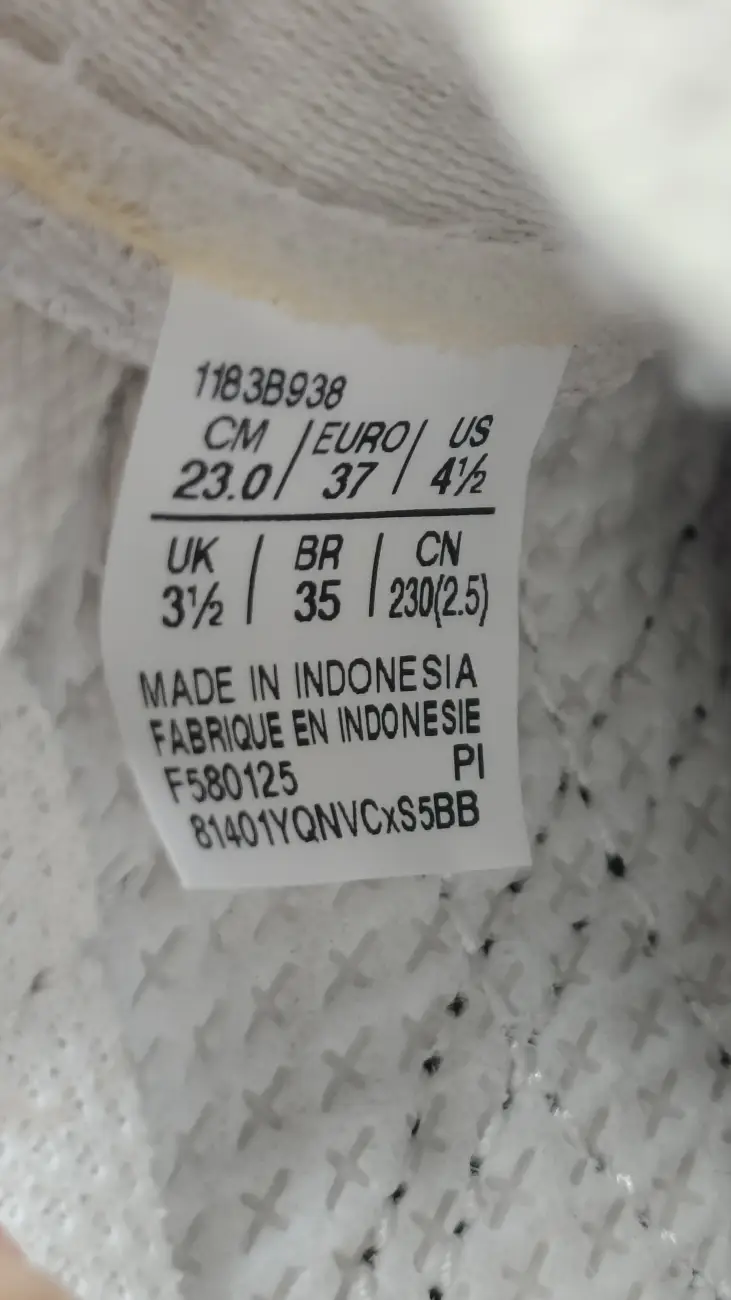 1183B938
CM / EURO / US
23.0 / 37 / 4½
UK | BR | CN
3½ | 35 | 230(2.5)
MADE IN INDONESIA
FABRIQUE EN INDONESIE
F580125 PI
81401YQNVCxS5BB